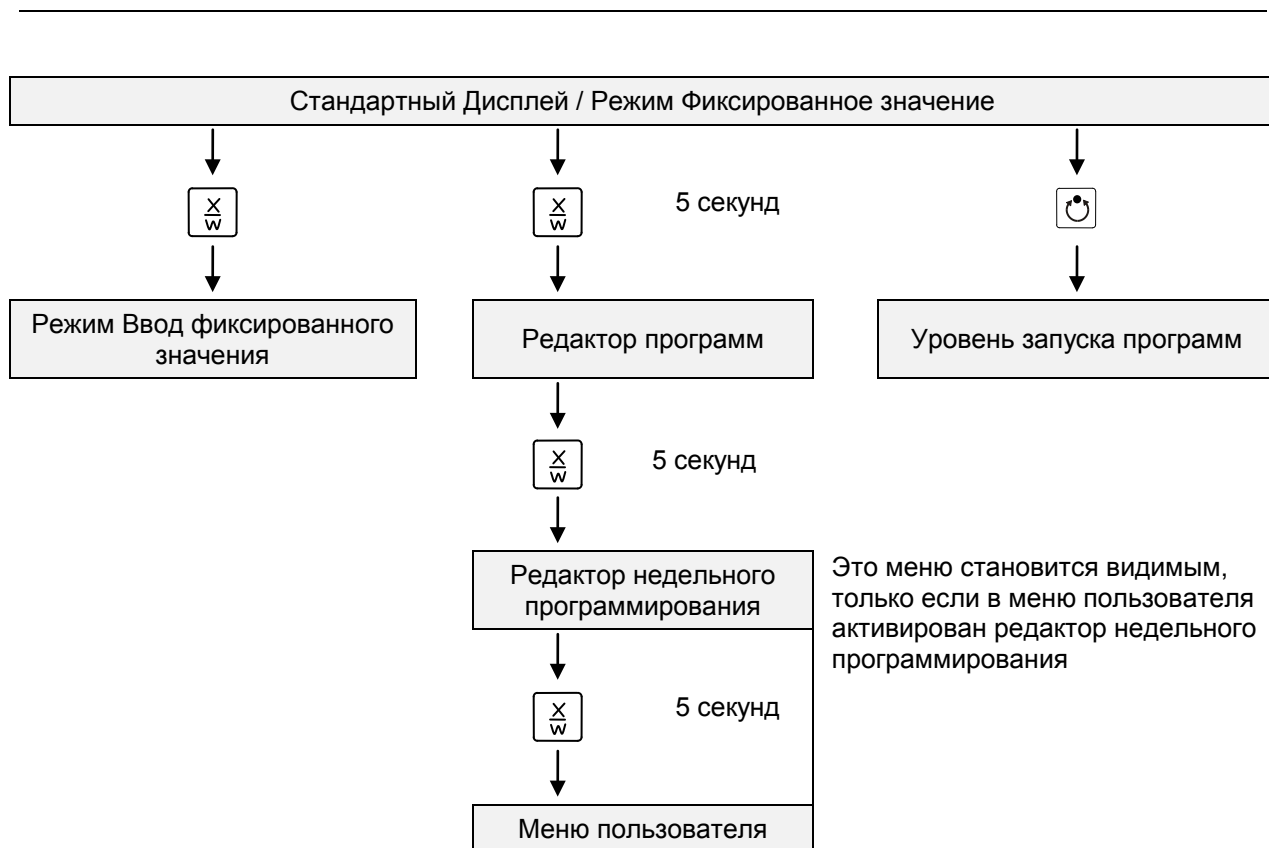 Стандартный Дисплей / Режим Фиксированное значение
X
W
X
W
5 секунд
Режим Ввод фиксированного
значения
Редактор программ
Уровень запуска программ
X
W
5 секунд
Редактор недельного
программирования
Это меню становится видимым,
только если в меню пользователя
активирован редактор недельного
программирования
X
W
5 секунд
Меню пользователя